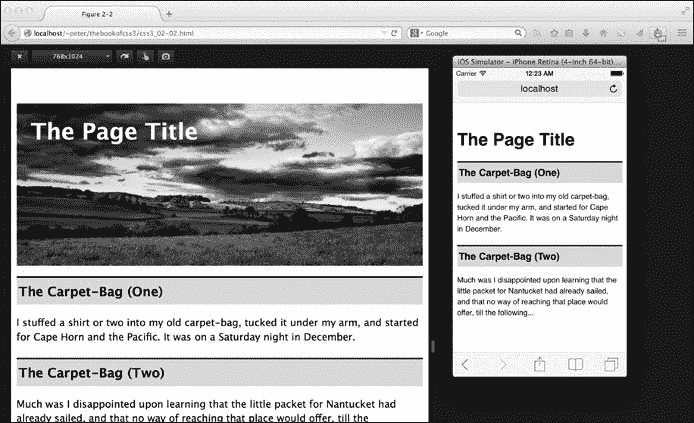 Figure 2-2
localhost/~peter/thebookofcss3/css3_02-02.html
Google
768x1024
The Page Title
The Carpet-Bag (One)
I stuffed a shirt or two into my old carpet-bag, tucked it under my arm, and started
for Cape Horn and the Pacific. It was on a Saturday night in December.
The Carpet-Bag (Two)
Much was I disappointed upon learning that the little packet for Nantucket had
already sailed, and that no way of reaching that place would offer, till the
iOS Simulator – iPhone Retina (4-inch 64-bit)...
Carrier
12:23 AM
localhost
The Page Title
The Carpet-Bag (One)
I stuffed a shirt or two into my old carpet-bag,
tucked it under my arm, and started for Cape
Horn and the Pacific. It was on a Saturday night
in December.
The Carpet-Bag (Two)
Much was I disappointed upon learning that the
little packet for Nantucket had already sailed,
and that no way of reaching that place would
offer, till the following...